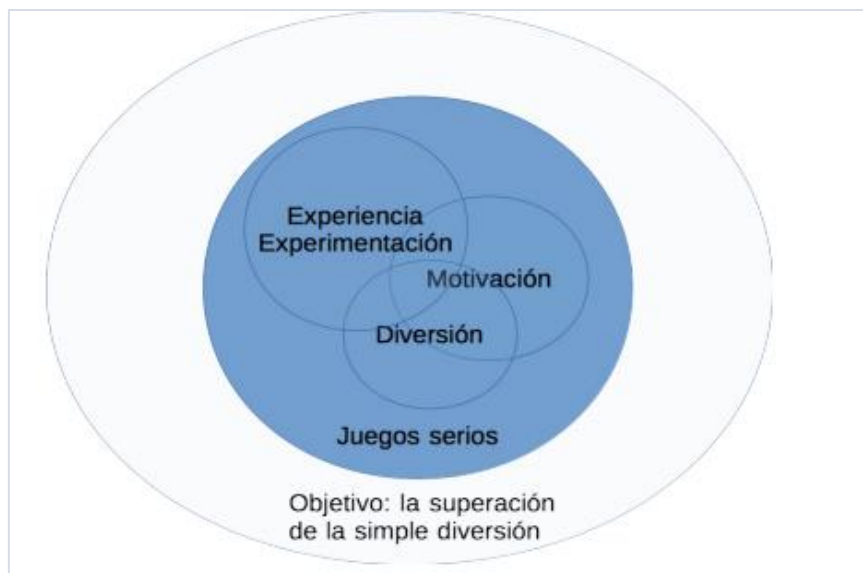 Experiencia
Experimentación
Motivación
Diversión
Juegos serios
Objetivo: la superación
de la simple diversión